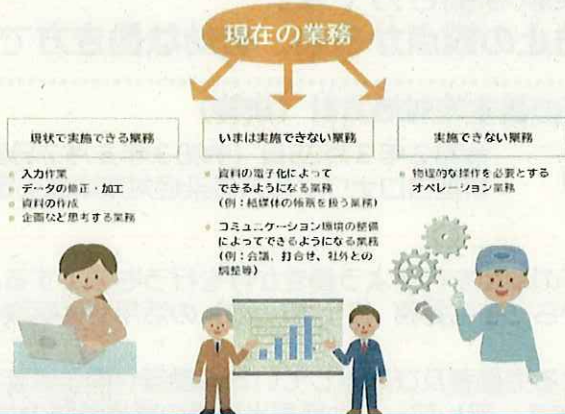 現在の業務
現状で実施できる業務
入力作業
データの修正・加工
資料の作成
企画など思考する業務
いまは実施できない業務
資料の電子化によって
できるようになる業務
(例:紙媒体の帳票を扱う業務)
コミュニケーション環境の整備
によってできるようになる業務
(例:会議、打合せ、社外との
調整等)
実施できない業務
物理的な操作を必要とする
オペレーション業務